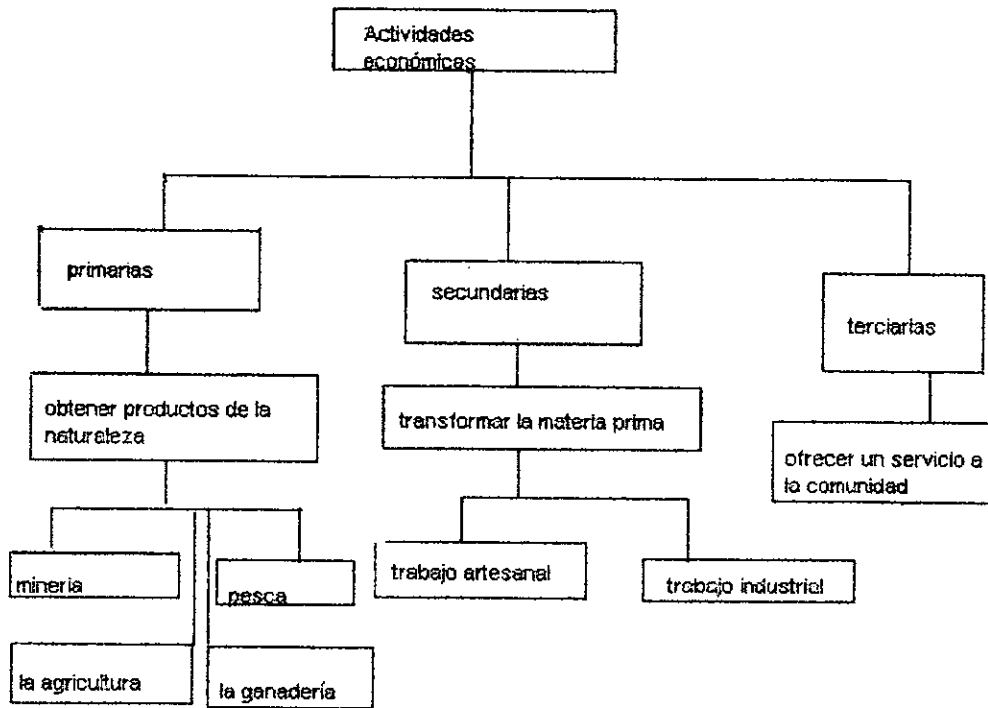 Actividades
económicas
primarias
secundarias
terciarias
obtener productos de la
naturaleza
transformar la materia prima
ofrecer un servicio a
la comunidad
minería
pesca
trabajo artesanal
trabajo industrial
la agricultura
la ganadería